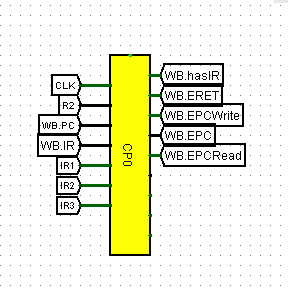 CLK
R2
WB.PC
WB.IR
IR1
IR2
IR3
CP0
WB.hasIR
WB.ERET
WB.EPCWrite
WB.EPC
WB.EPCRead